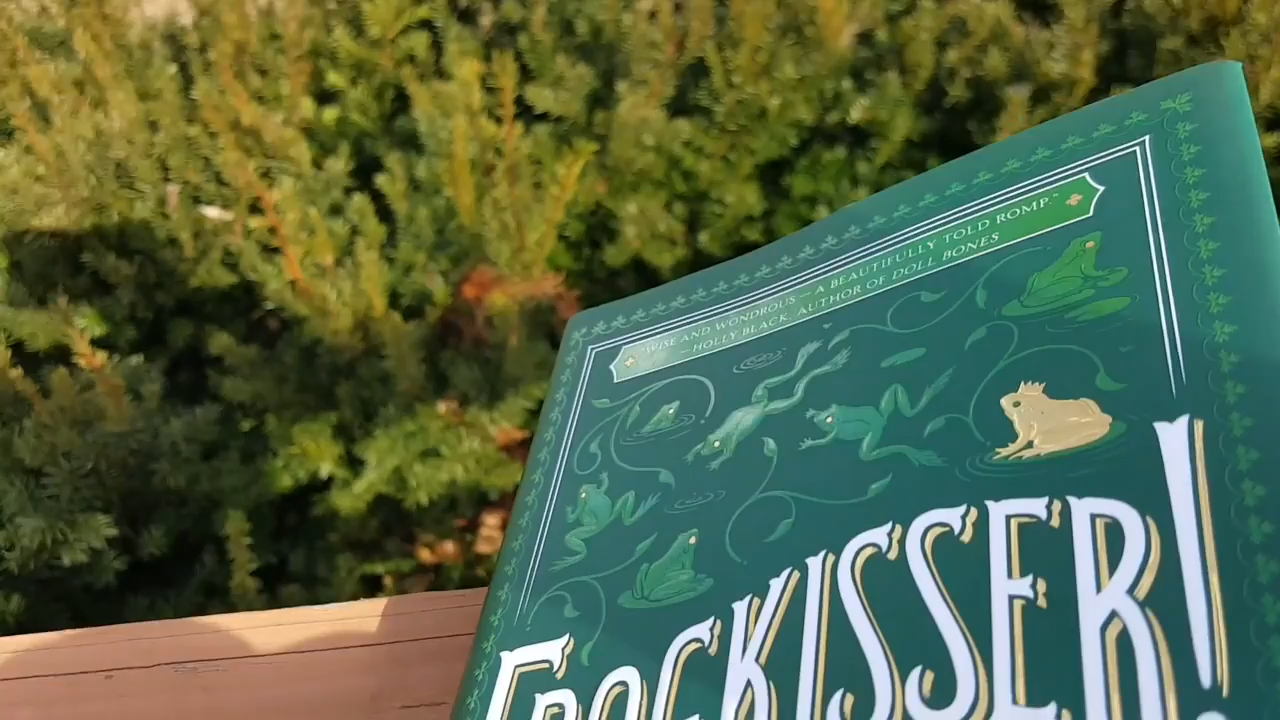 "WISE AND WONDROUS — A BEAUTIFULLY TOLD ROMP."
—HOLLY BLACK, AUTHOR OF DOLL BONES
FROGKISSER!